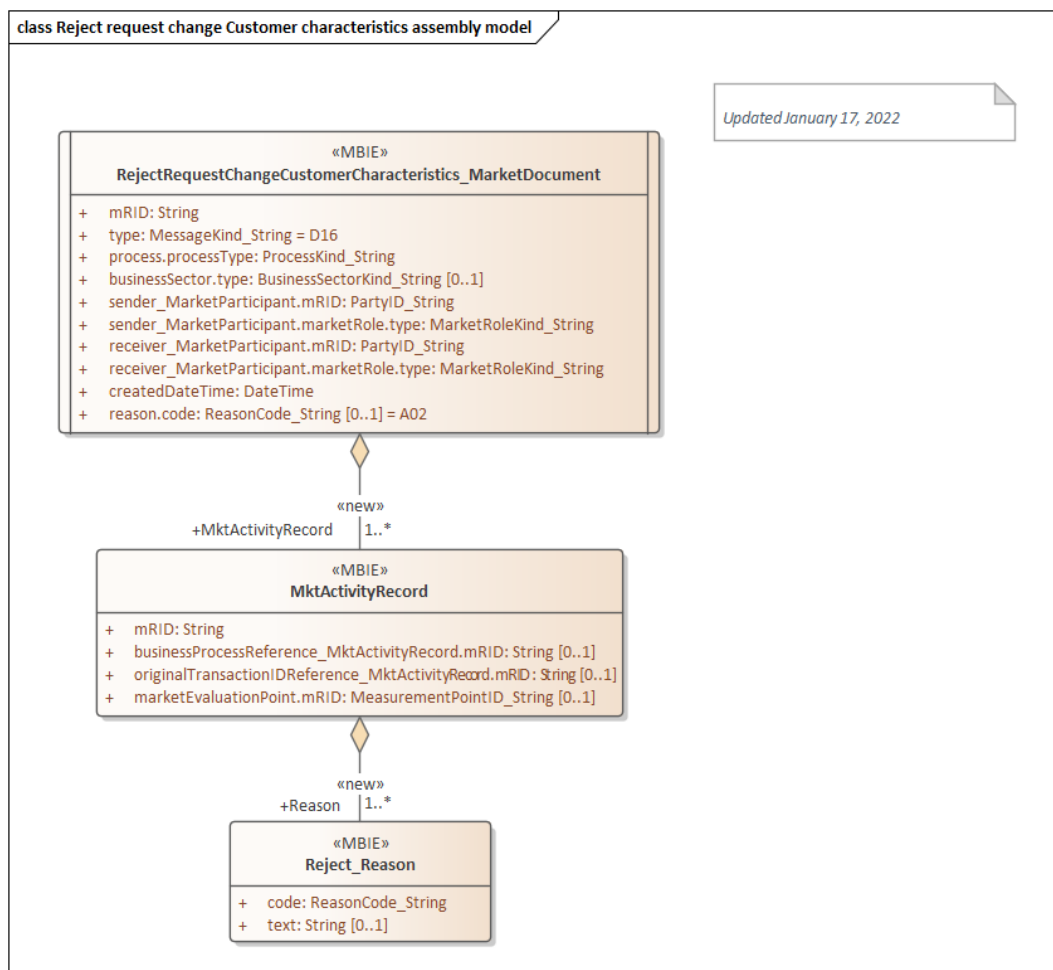 class Reject request change Customer characteristics assembly model
Updated January 17, 2022
«MBIE»
RejectRequestChangeCustomerCharacteristics_MarketDocument
+ mRID: String
+ type: MessageKind_String = D16
+ process.processType: ProcessKind_String
+ businessSector.type: BusinessSectorKind_String [0..1]
+ sender_MarketParticipant.mRID: PartyID_String
+ sender_MarketParticipant.marketRole.type: MarketRoleKind_String
+ receiver_MarketParticipant.mRID: PartyID_String
+ receiver_MarketParticipant.marketRole.type: MarketRoleKind_String
+ createdDateTime: DateTime
+ reason.code: ReasonCode_String [0..1] = A02
«new»
+MktActivityRecord 1..*
«MBIE»
MktActivityRecord
+ mRID: String
+ businessProcessReference_MktActivityRecord.mRID: String [0..1]
+ originalTransactionIDReference_MktActivityRecord.mRID: String [0..1]
+ marketEvaluationPoint.mRID: MeasurementPointID_String [0..1]
«new»
+Reason 1..*
«MBIE»
Reject_Reason
+ code: ReasonCode_String
+ text: String [0..1]